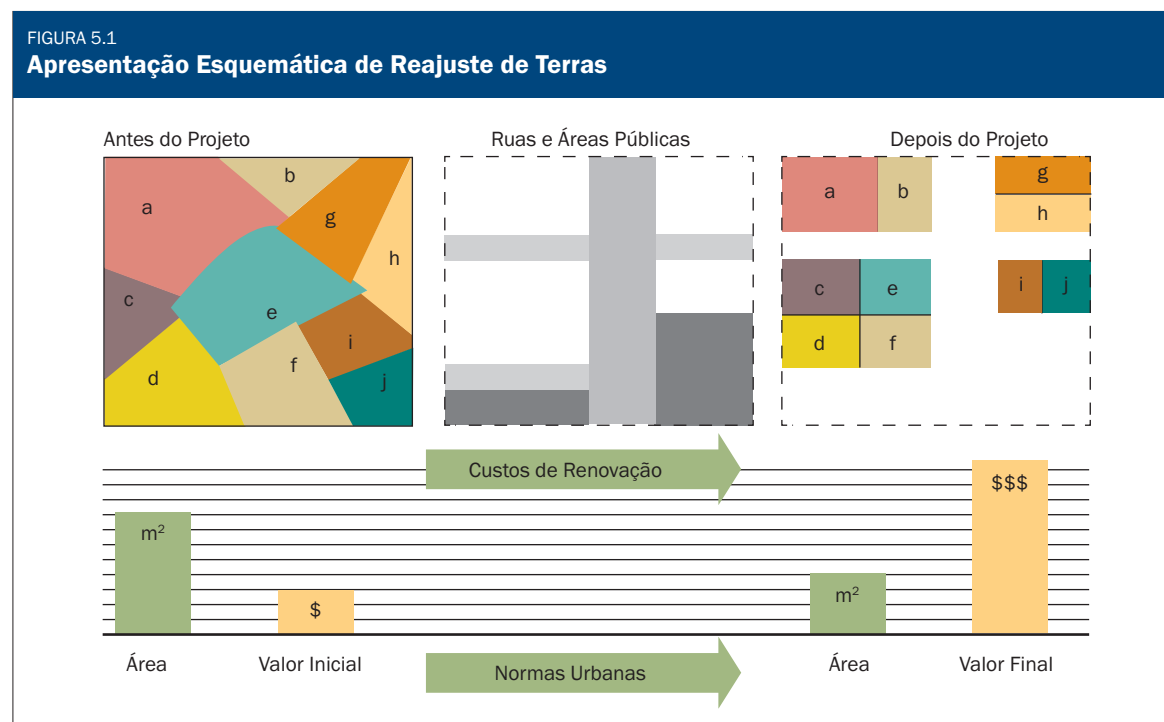 FIGURA 5.1
Apresentação Esquemática de Reajuste de Terras
Antes do Projeto
Ruas e Áreas Públicas
Depois do Projeto
a
b
g
h
c
e
d
f
i
j
a
b
g
h
c
e
i
j
d
f
Custos de Renovação
$$$
m²
$
m²
Área
Valor Inicial
Normas Urbanas
Área
Valor Final